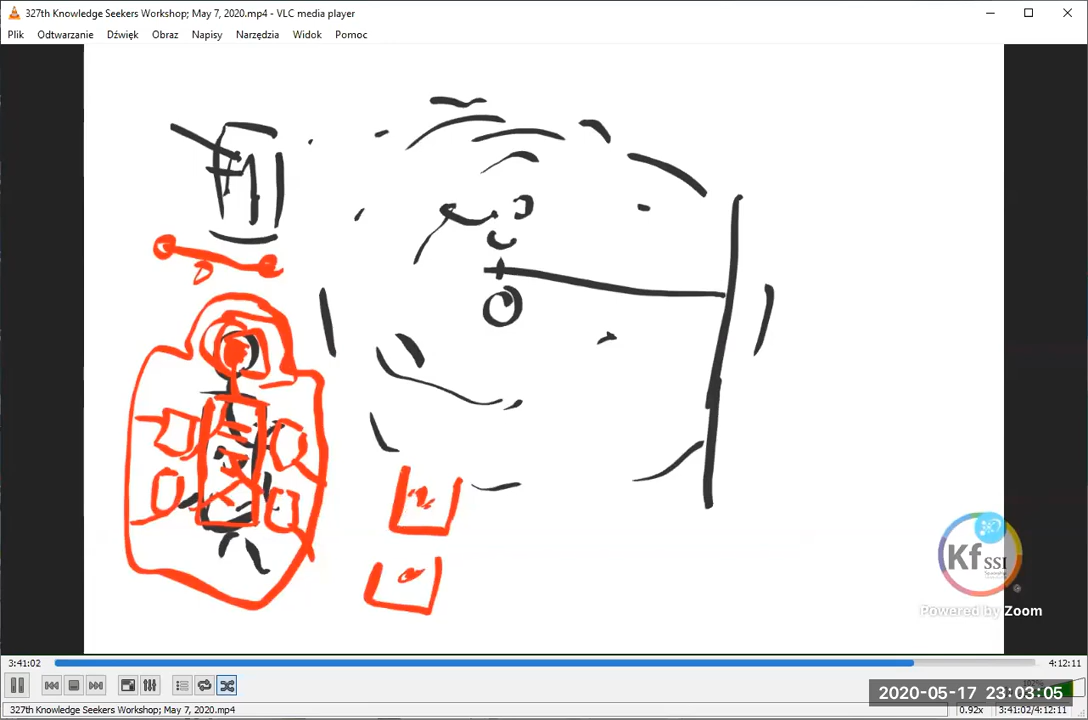 327th Knowledge Seekers Workshop; May 7, 2020.mp4 - VLC media player
Plik Odtwarzanie Dźwięk Obraz Napisy Narzędzia Widok Pomoc
Kf SSI
Powered by Zoom
3:41:02
4:12:11
2020-05-17 23:03:05
327th Knowledge Seekers Workshop; May 7, 2020.mp4
0.92x
3:41:02/4:12:11